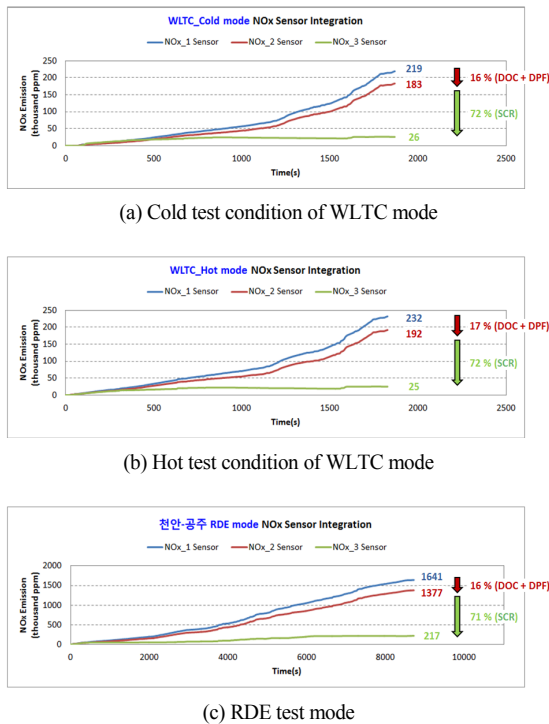 WLTC_Cold mode NOx Sensor Integration
NOx_1 Sensor NOx_2 Sensor NOx_3 Sensor
NOx Emission
(thousand ppm)
250
200
150
100
50
0
219
183
26
16 % (DOC + DPF)
72 % (SCR)
0 500 1000 1500 2000 2500
Time(s)
(a) Cold test condition of WLTC mode
WLTC_Hot mode NOx Sensor Integration
NOx_1 Sensor NOx_2 Sensor NOx_3 Sensor
NOx Emission
(thousand ppm)
250
200
150
100
50
0
232
192
25
17 % (DOC + DPF)
72 % (SCR)
0 500 1000 1500 2000 2500
Time(s)
(b) Hot test condition of WLTC mode
천안-공주 RDE mode NOx Sensor Integration
NOx_1 Sensor NOx_2 Sensor NOx_3 Sensor
NOx Emission
(thousand ppm)
2000
1500
1000
500
0
1641
1377
217
16 % (DOC + DPF)
71 % (SCR)
0 2000 4000 6000 8000 10000
Time(s)
(c) RDE test mode